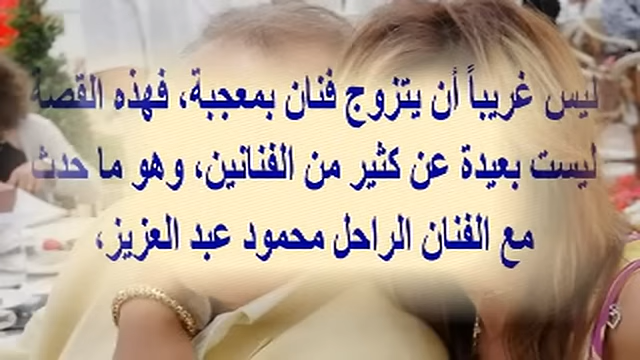 ليس غريباً أن يتزوج فنان بمعجبة، فهذه القصة
ليست بعيدة عن كثير من الفنانين، وهو ما حدث
مع الفنان الراحل محمود عبد العزيز،